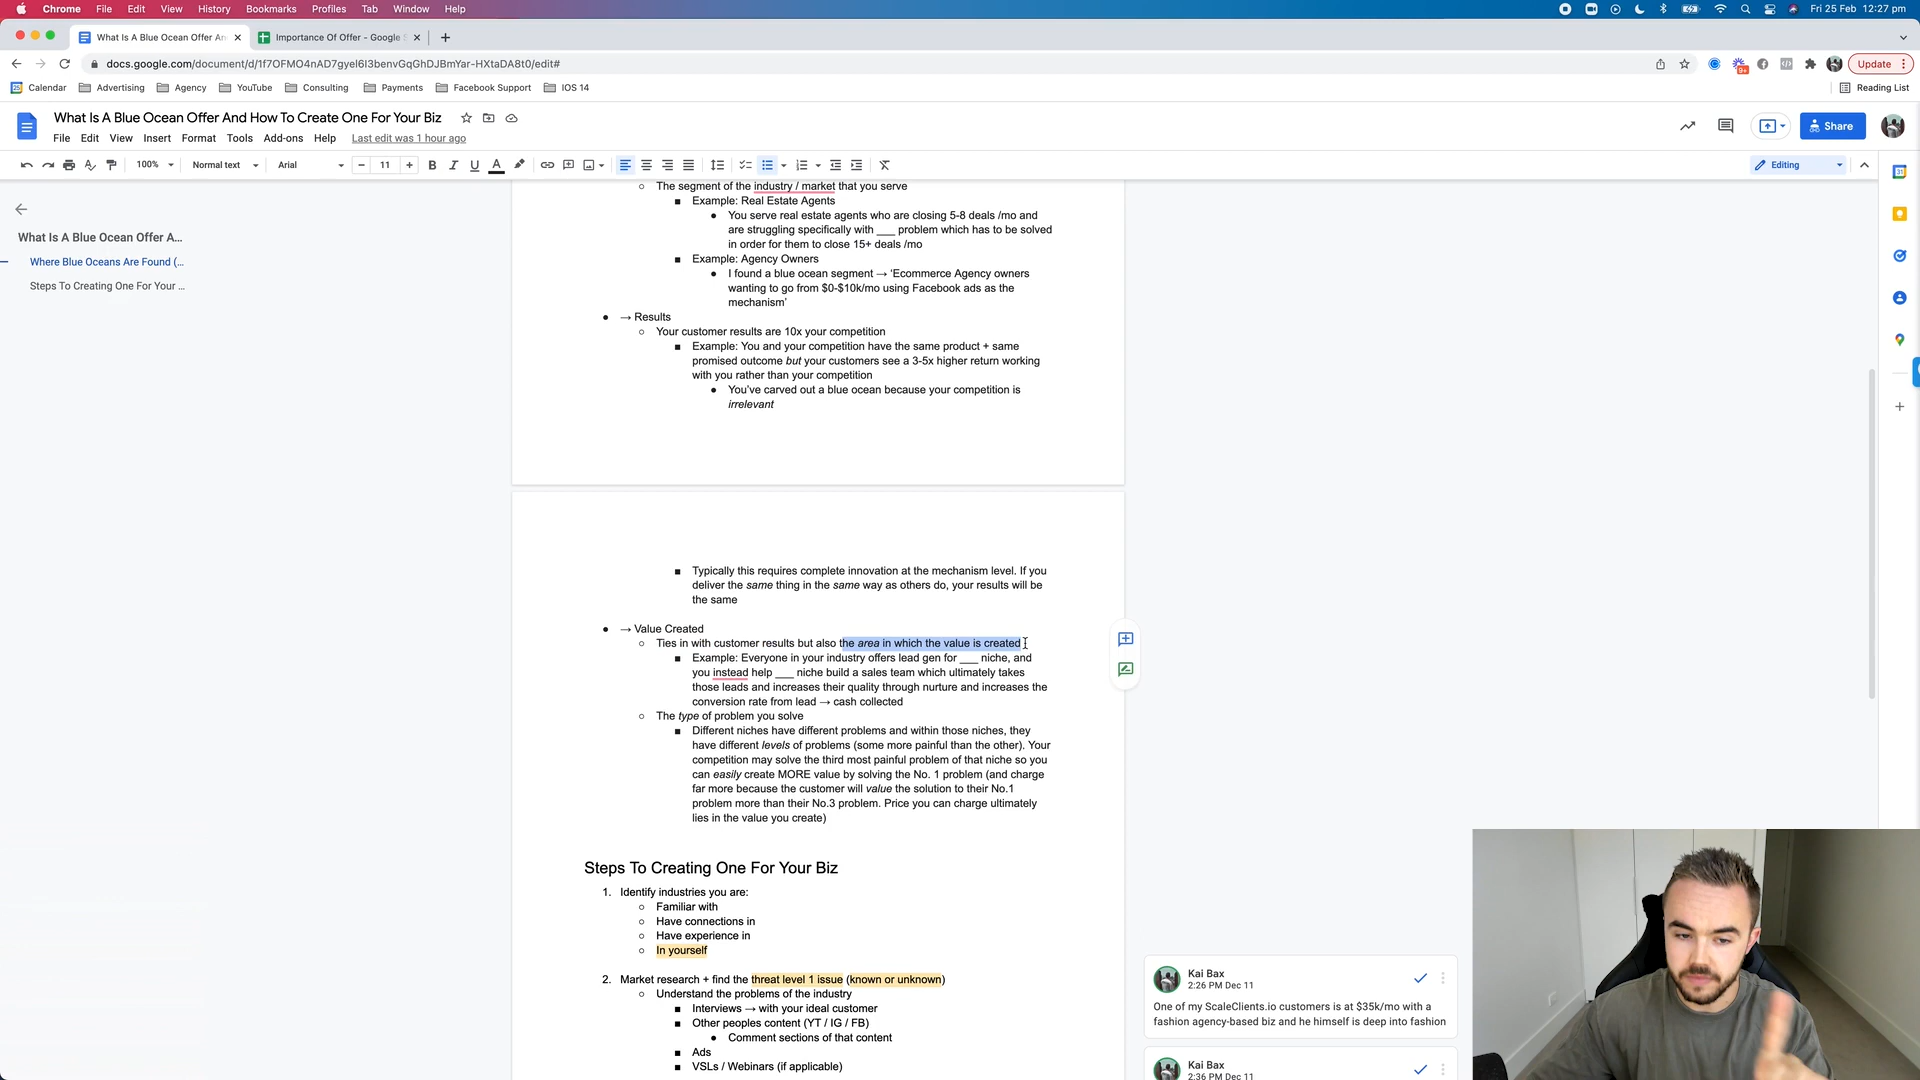 Chrome File Edit View History Bookmarks Profiles Tab Window Help
Fri 25 Feb 12:27 pm
What Is A Blue Ocean Offer An
Importance Of Offer - Google
docs.google.com/document/d/1f7OFMO4nAD7gyel6I3benvGqGhDJBmYar-HXtaDA8t0/edit#
9+
Update
Calendar Advertising Agency YouTube Consulting Payments Facebook Support IOS 14
Reading List
What Is A Blue Ocean Offer And How To Create One For Your Biz
File Edit View Insert Format Tools Add-ons Help Last edit was 1 hour ago
Share
100% Normal text Arial 11
Editing
What Is A Blue Ocean Offer A...
Where Blue Oceans Are Found (...
Steps To Creating One For Your ...
The segment of the industry / market that you serve
Example: Real Estate Agents
You serve real estate agents who are closing 5-8 deals /mo and
are struggling specifically with ___ problem which has to be solved
in order for them to close 15+ deals /mo
Example: Agency Owners
I found a blue ocean segment → ‘Ecommerce Agency owners
wanting to go from $0-$10k/mo using Facebook ads as the
mechanism’
→ Results
Your customer results are 10x your competition
Example: You and your competition have the same product + same
promised outcome but your customers see a 3-5x higher return working
with you rather than your competition
You’ve carved out a blue ocean because your competition is
irrelevant
Typically this requires complete innovation at the mechanism level. If you
deliver the same thing in the same way as others do, your results will be
the same
→ Value Created
Ties in with customer results but also the area in which the value is created
Example: Everyone in your industry offers lead gen for ___ niche, and
you instead help ___ niche build a sales team which ultimately takes
those leads and increases their quality through nurture and increases the
conversion rate from lead → cash collected
The type of problem you solve
Different niches have different problems and within those niches, they
have different levels of problems (some more painful than the other). Your
competition may solve the third most painful problem of that niche so you
can easily create MORE value by solving the No. 1 problem (and charge
far more because the customer will value the solution to their No.1
problem more than their No.3 problem. Price you can charge ultimately
lies in the value you create)
Steps To Creating One For Your Biz
1. Identify industries you are:
Familiar with
Have connections in
Have experience in
In yourself
2. Market research + find the threat level 1 issue (known or unknown)
Understand the problems of the industry
Interviews → with your ideal customer
Other peoples content (YT / IG / FB)
Comment sections of that content
Ads
VSLs / Webinars (if applicable)
Kai Bax
2:26 PM Dec 11
One of my ScaleClients.io customers is at $35k/mo with a
fashion agency-based biz and he himself is deep into fashion
Kai Bax
2:36 PM Dec 11